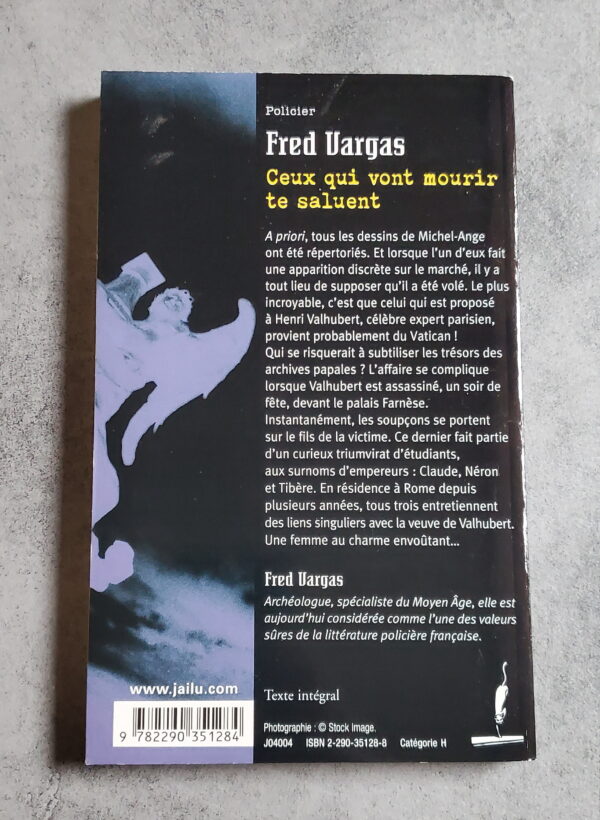 Policier
Fred Vargas
Ceux qui vont mourir
te saluent
A priori, tous les dessins de Michel-Ange
ont été répertoriés. Et lorsque l'un d'eux fait
une apparition discrète sur le marché, il y a
tout lieu de supposer qu'il a été volé. Le plus
incroyable, c'est que celui qui est proposé
à Henri Valhubert, célèbre expert parisien,
provient probablement du Vatican !
Qui se risquerait à subtiliser les trésors des
archives papales ? L'affaire se complique
lorsque Valhubert est assassiné, un soir de
fête, devant le palais Farnèse.
Instantanément, les soupçons se portent
sur le fils de la victime. Ce dernier fait partie
d'un curieux triumvirat d'étudiants,
aux surnoms d'empereurs : Claude, Néron
et Tibère. En résidence à Rome depuis
plusieurs années, tous trois entretiennent
des liens singuliers avec la veuve de Valhubert.
Une femme au charme envoûtant...
Fred Vargas
Archéologue, spécialiste du Moyen Âge, elle est
aujourd'hui considérée comme l'une des valeurs
sûres de la littérature policière française.
www.jailu.com
Texte intégral
9 782290 351284
Photographie : © Stock Image.
J04004 ISBN 2-290-35128-8 Catégorie H